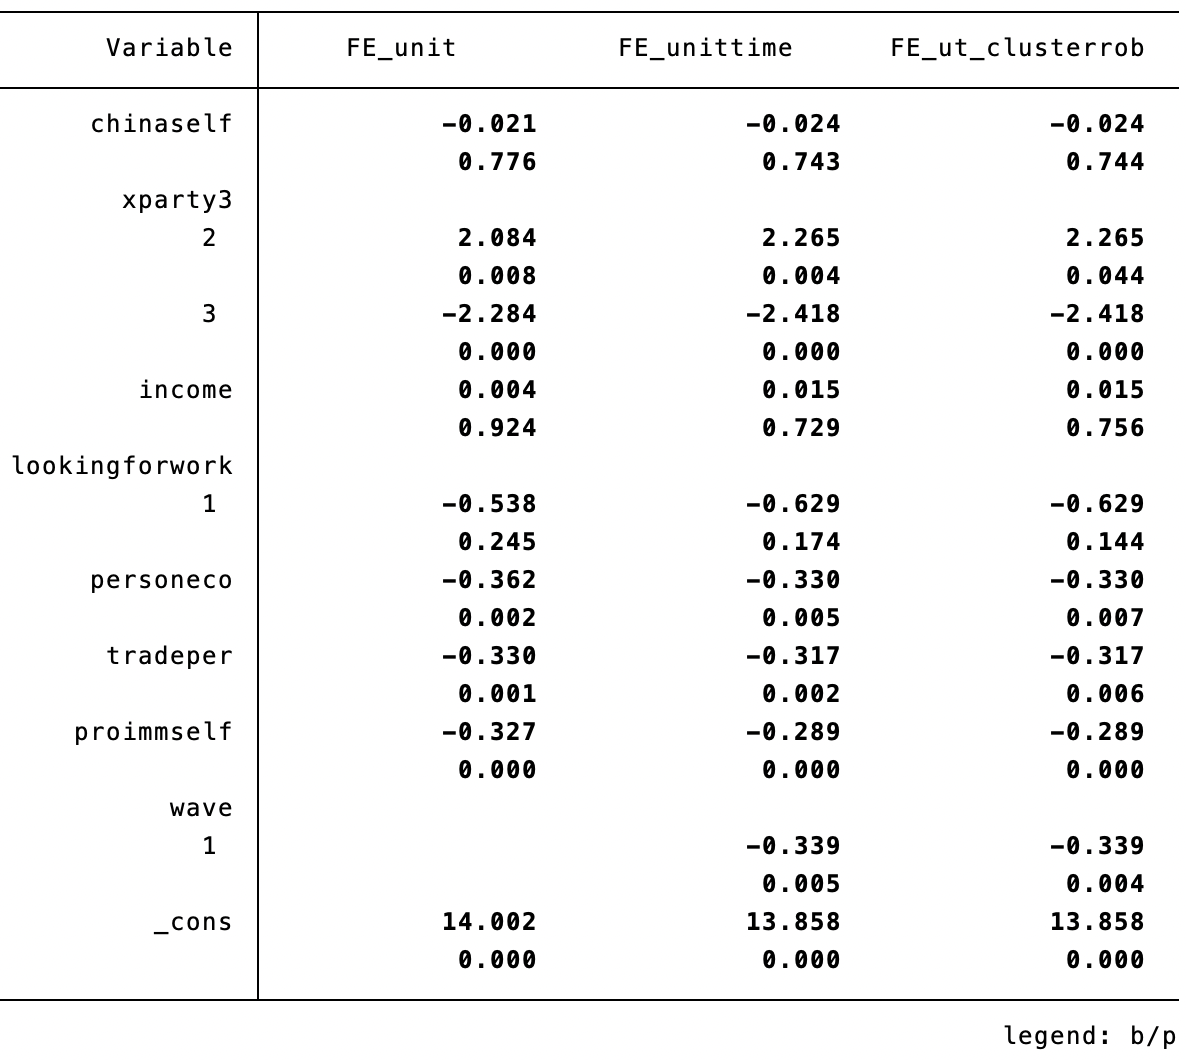 Variable FE_unit FE_unittime FE_ut_clusterrob
chinaself -0.021 -0.024 -0.024
0.776 0.743 0.744
xparty3
2 2.084 2.265 2.265
0.008 0.004 0.044
3 -2.284 -2.418 -2.418
0.000 0.000 0.000
income 0.004 0.015 0.015
0.924 0.729 0.756
lookingforwork
1 -0.538 -0.629 -0.629
0.245 0.174 0.144
personeco -0.362 -0.330 -0.330
0.002 0.005 0.007
tradeper -0.330 -0.317 -0.317
0.001 0.002 0.006
proimmself -0.327 -0.289 -0.289
0.000 0.000 0.000
wave
1 -0.339 -0.339
0.005 0.004
_cons 14.002 13.858 13.858
0.000 0.000 0.000
legend: b/p